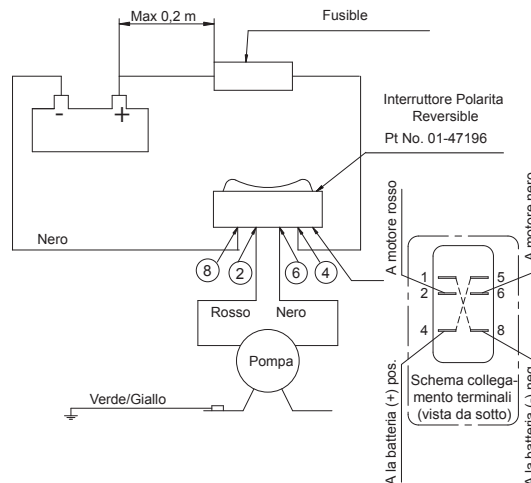 Max 0,2 m
Fusible
- +
Interruttore Polarita
Reversible
Pt No. 01-47196
Nero
8 2 6 4
Rosso Nero
Pompa
Verde/Giallo
A motore rosso
A motore nero
1 5
2 6
4 8
Schema collega-
mento terminali
(vista da sotto)
A la batteria (+) pos.
A la batteria (-) neg.